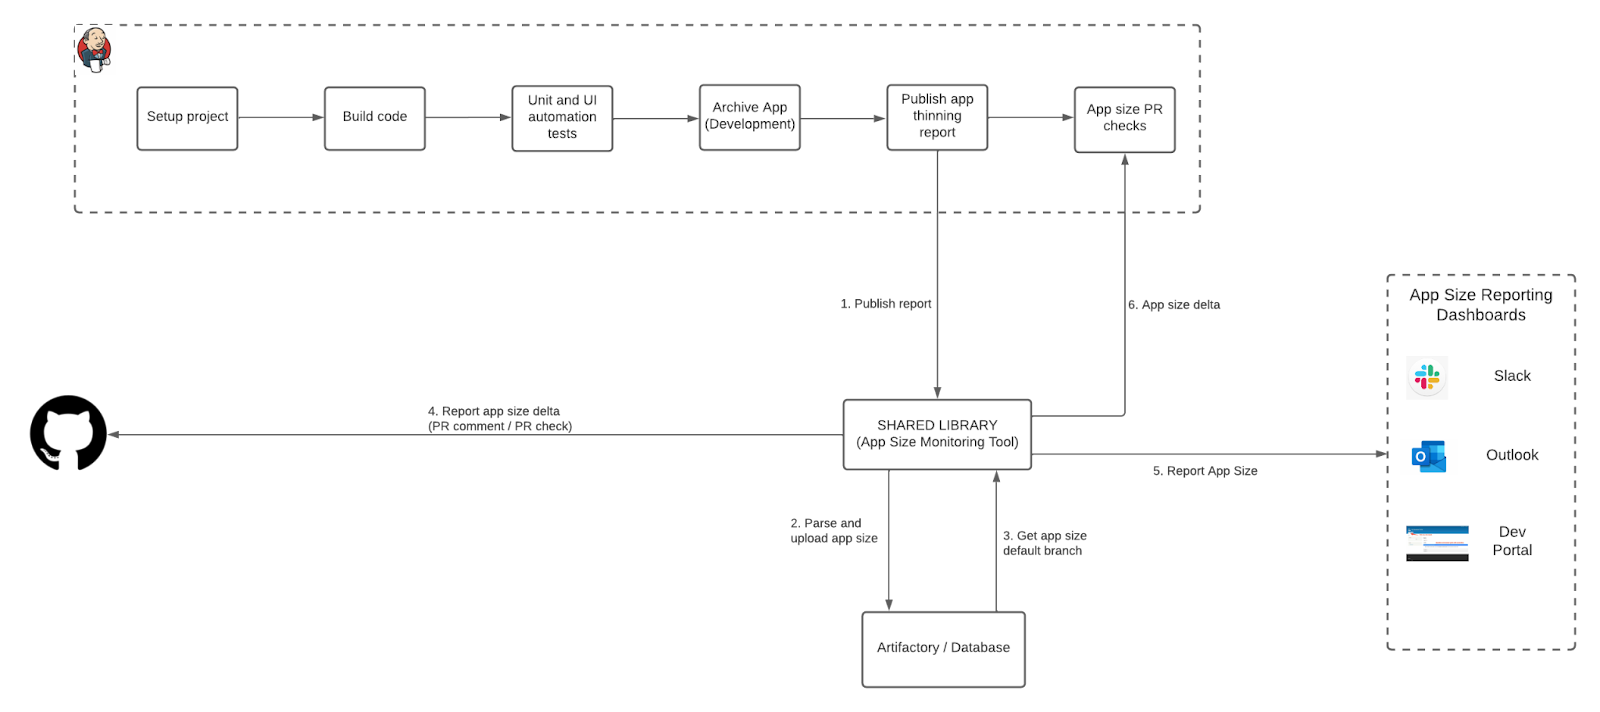 Setup project
Build code
Unit and UI
automation
tests
Archive App
(Development)
Publish app
thinning
report
App size PR
checks
1. Publish report
6. App size delta
App Size Reporting
Dashboards
Slack
Outlook
Dev
Portal
4. Report app size delta
(PR comment / PR check)
SHARED LIBRARY
(App Size Monitoring Tool)
5. Report App Size
2. Parse and
upload app size
3. Get app size
default branch
Artifactory / Database